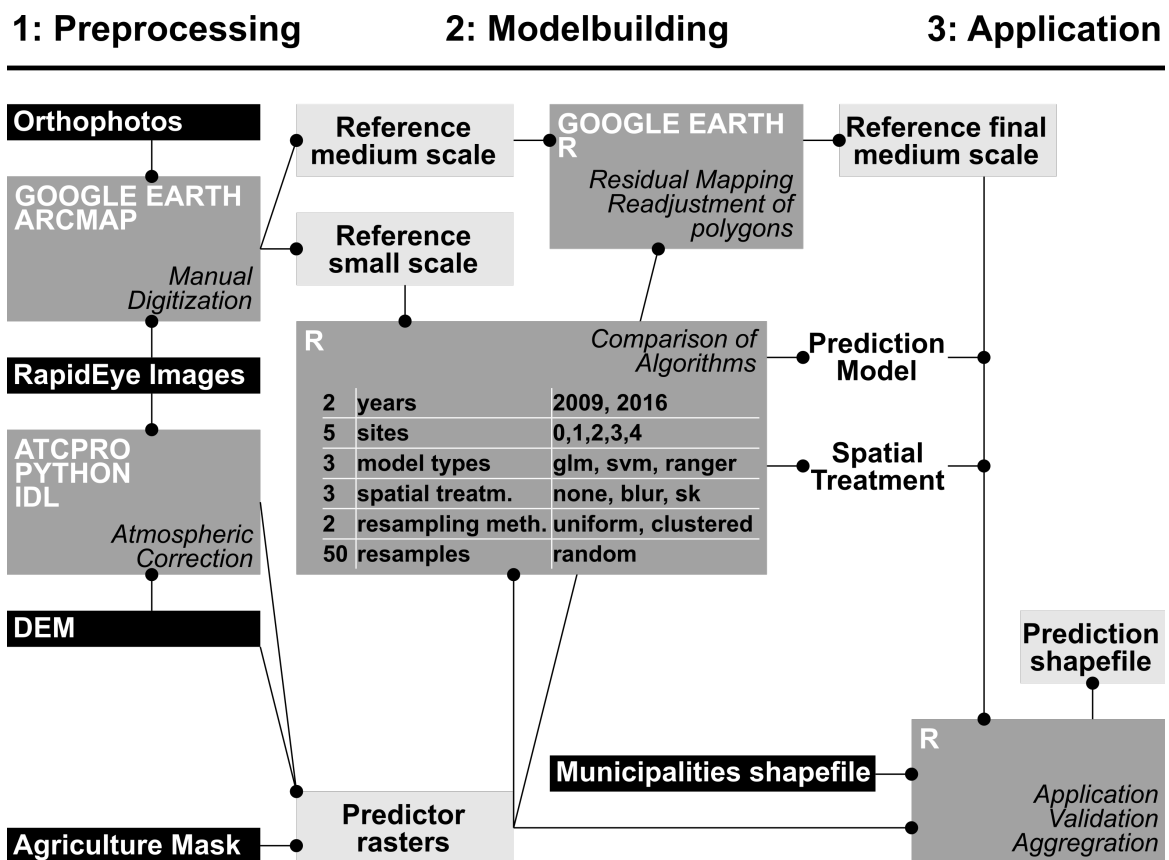 1: Preprocessing
2: Modelbuilding
3: Application
Orthophotos
GOOGLE EARTH
ARCMAP
Manual
Digitization
RapidEye Images
ATCPRO
PYTHON
IDL
Atmospheric
Correction
DEM
Agriculture Mask
Reference
medium scale
Reference
small scale
GOOGLE EARTH
R
Residual Mapping
Readjustment of
polygons
Reference final
medium scale
R
Comparison of
Algorithms
2 years 2009, 2016
5 sites 0,1,2,3,4
3 model types glm, svm, ranger
3 spatial treatm. none, blur, sk
2 resampling meth. uniform, clustered
50 resamples random
Prediction
Model
Spatial
Treatment
Predictor
rasters
Municipalities shapefile
Prediction
shapefile
R
Application
Validation
Aggregration